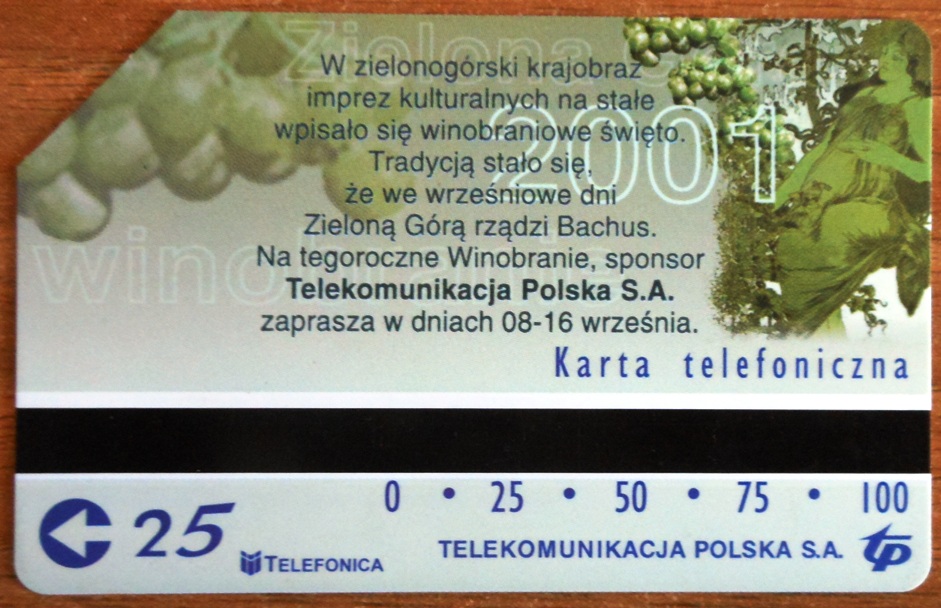 Zielona
W zielonogórski krajobraz
imprez kulturalnych na stałe
wpisało się winobraniowe święto.
2001
Tradycją stało się,
że we wrześniowe dni
Zieloną Górą rządzi Bachus.
winobranie
Na tegoroczne Winobranie, sponsor
Telekomunikacja Polska S.A.
zaprasza w dniach 08-16 września.
Karta telefoniczna
0 • 25 • 50 • 75 • 100
25
TELEFONICA
TELEKOMUNIKACJA POLSKA S.A. tp